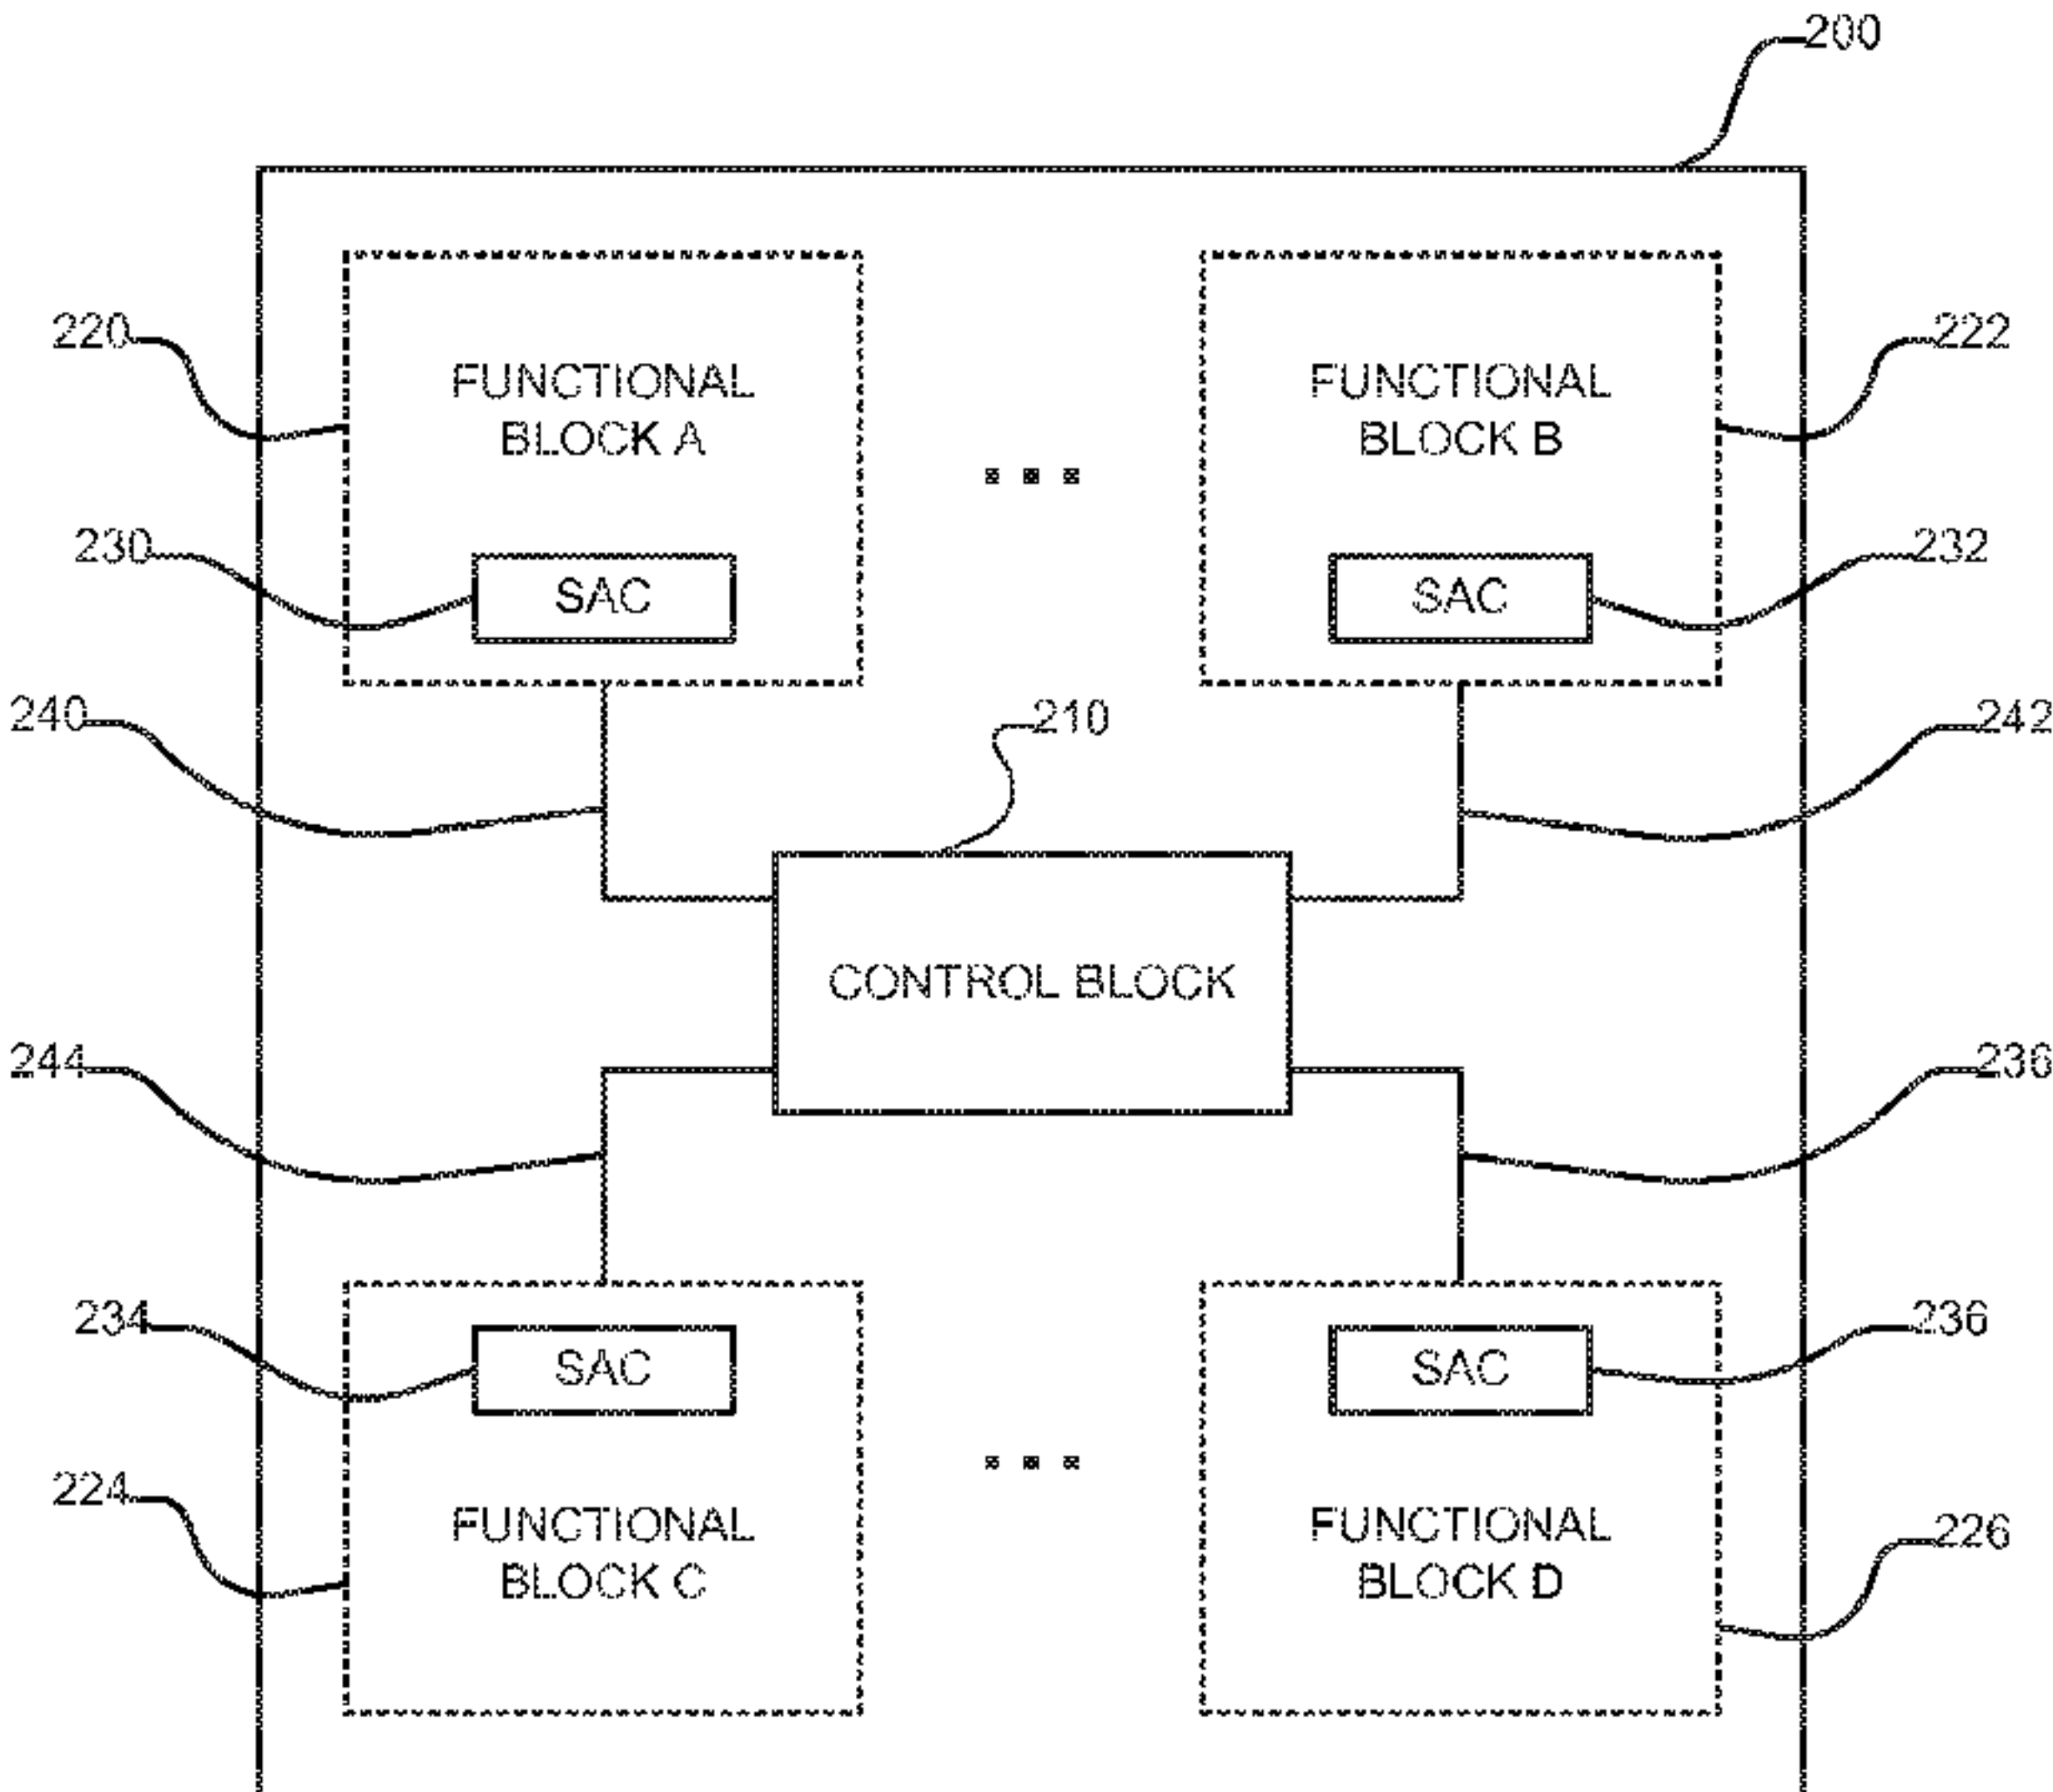 200
220
FUNCTIONAL
BLOCK A
FUNCTIONAL
BLOCK B
222
230
SAC
SAC
232
240
210
242
CONTROL BLOCK
244
236
234
SAC
SAC
236
224
FUNCTIONAL
BLOCK C
FUNCTIONAL
BLOCK D
226